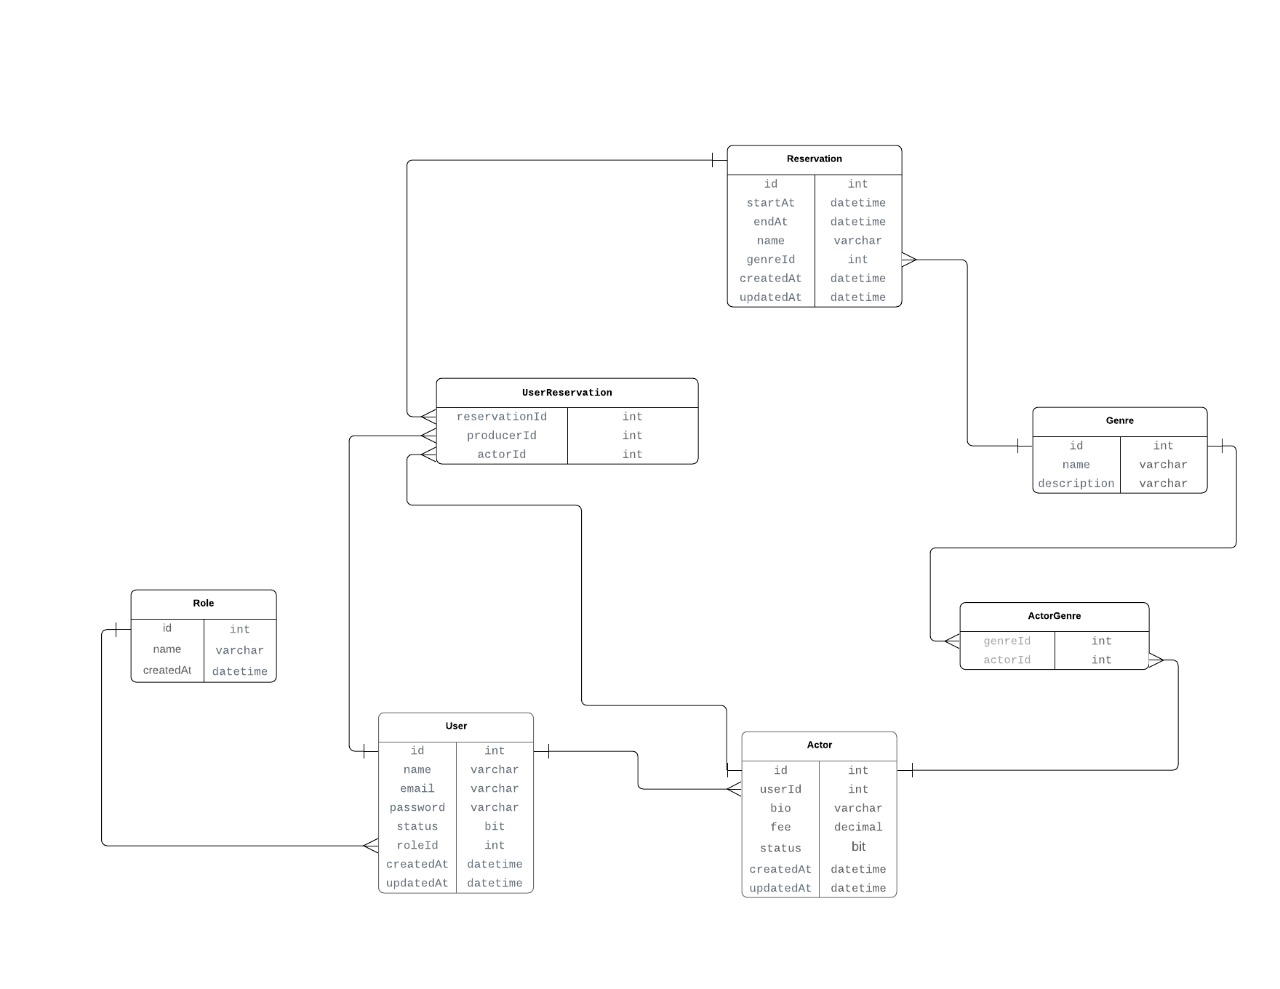 Reservation
id int
startAt datetime
endAt datetime
name varchar
genreId int
createdAt datetime
updatedAt datetime
UserReservation
reservationId int
producerId int
actorId int
Genre
id int
name varchar
description varchar
Role
id int
name varchar
createdAt datetime
ActorGenre
genreId int
actorId int
User
id int
name varchar
email varchar
password varchar
status bit
roleId int
createdAt datetime
updatedAt datetime
Actor
id int
userId int
bio varchar
fee decimal
status bit
createdAt datetime
updatedAt datetime